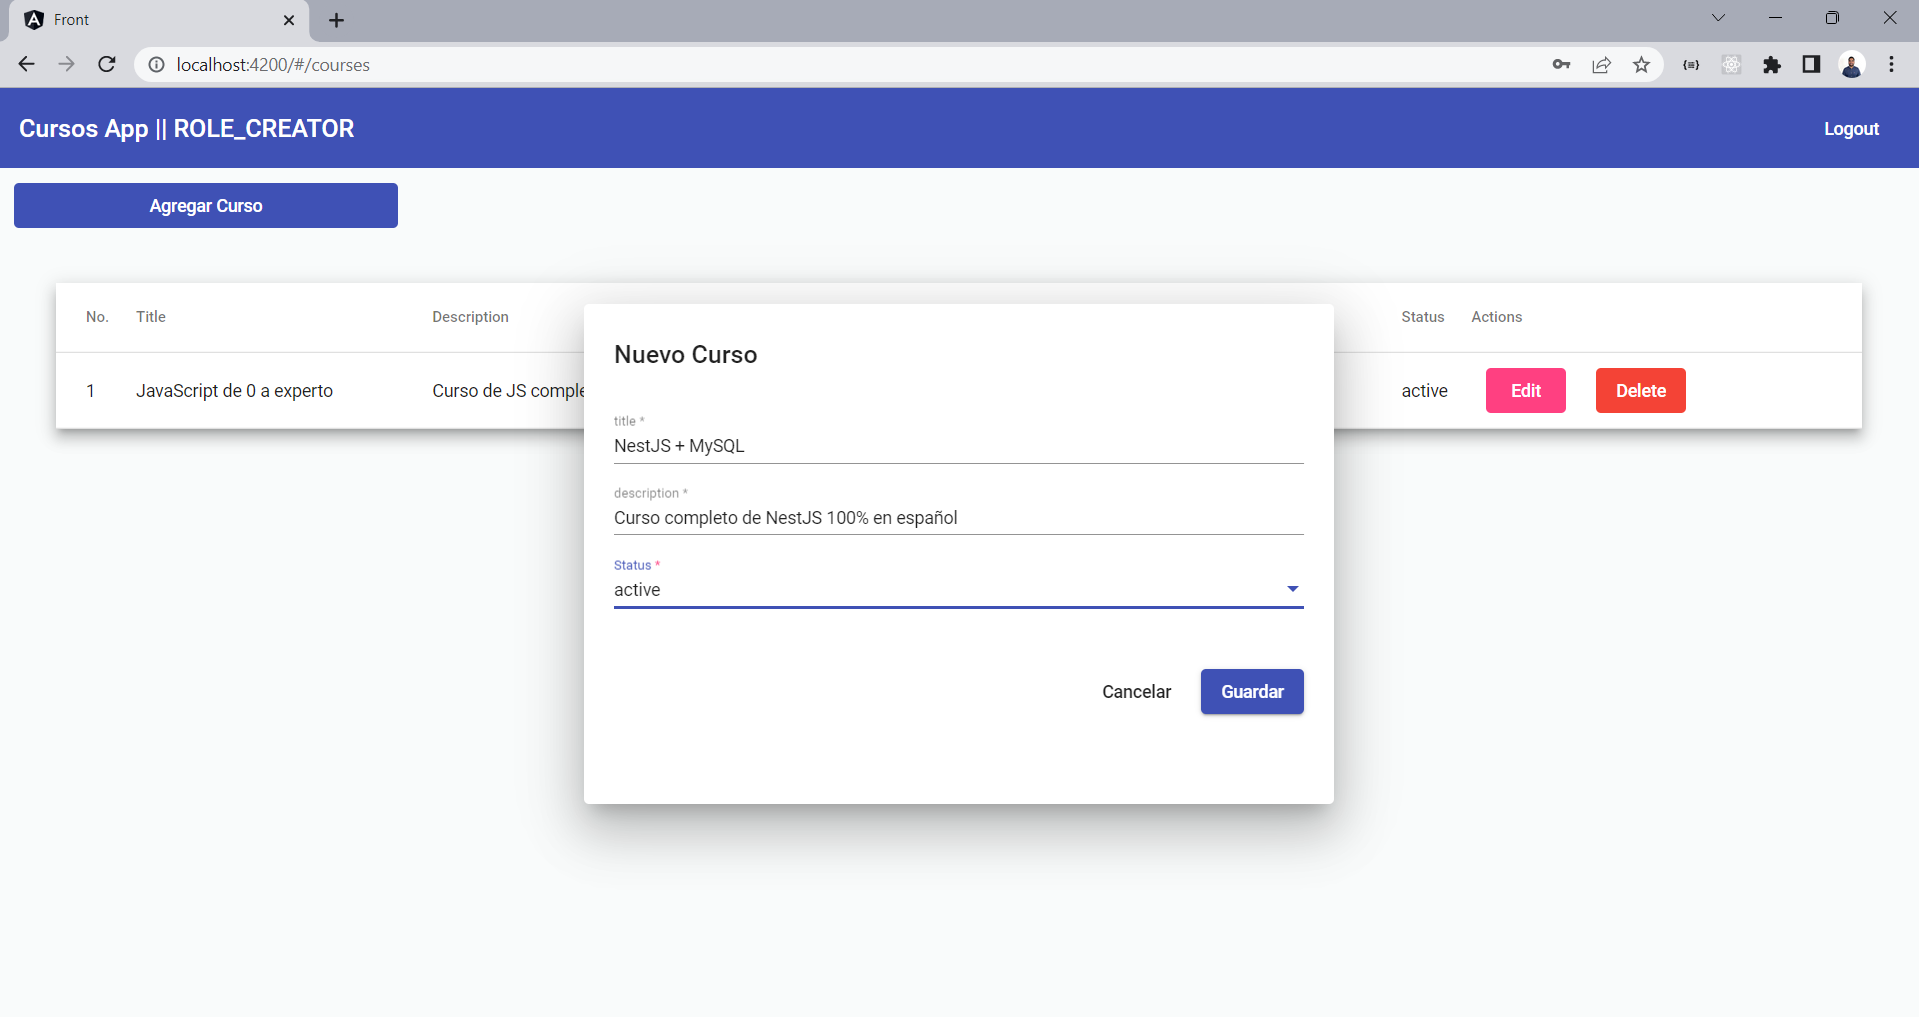 Front
localhost:4200/#/courses
Cursos App || ROLE_CREATOR
Logout
Agregar Curso
No. Title Description Status Actions
1 JavaScript de 0 a experto Curso de JS comple active Edit Delete
Nuevo Curso
title *
NestJS + MySQL
description *
Curso completo de NestJS 100% en español
Status *
active
Cancelar Guardar